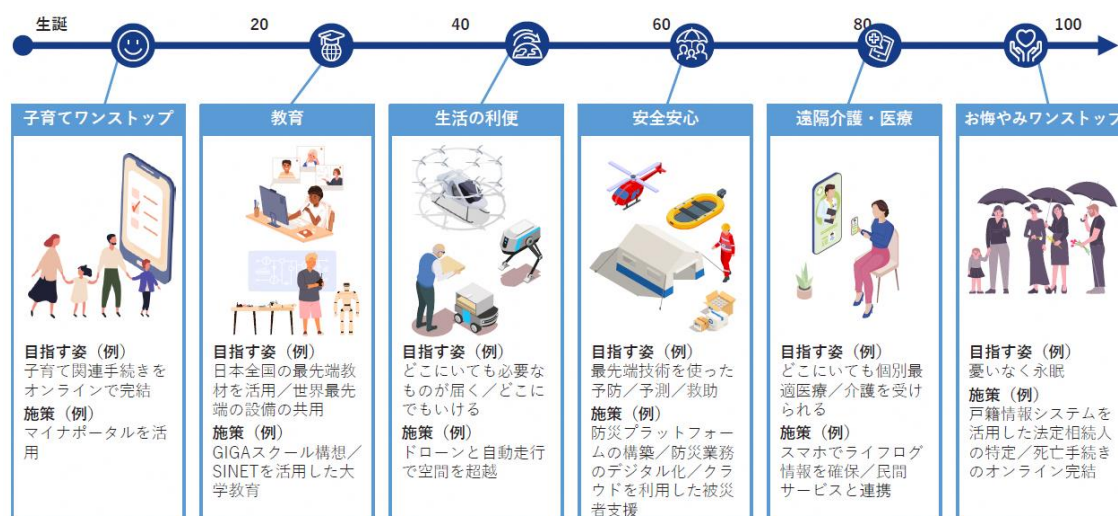 生誕
20
40
60
80
100
子育てワンストップ
目指す姿（例）
子育て関連手続きを
オンラインで完結
施策（例）
マイナポータルを活
用
教育
目指す姿（例）
日本全国の最先端教
材を活用／世界最先
端の設備の共用
施策（例）
GIGAスクール構想／
SINETを活用した大
学教育
生活の利便
目指す姿（例）
どこにいても必要な
ものが届く／どこに
でもいける
施策（例）
ドローンと自動走行
で空間を超越
安全安心
目指す姿（例）
最先端技術を使った
予防／予測／救助
施策（例）
防災プラットフォー
ムの構築／防災業務
のデジタル化／クラ
ウドを利用した被災
者支援
遠隔介護・医療
目指す姿（例）
どこにいても個別最
適医療／介護を受け
られる
施策（例）
スマホでライフログ
情報を確保／民間
サービスと連携
お悔やみワンストップ
目指す姿（例）
憂いなく永眠
施策（例）
戸籍情報システムを
活用した法定相続人
の特定／死亡手続き
のオンライン完結